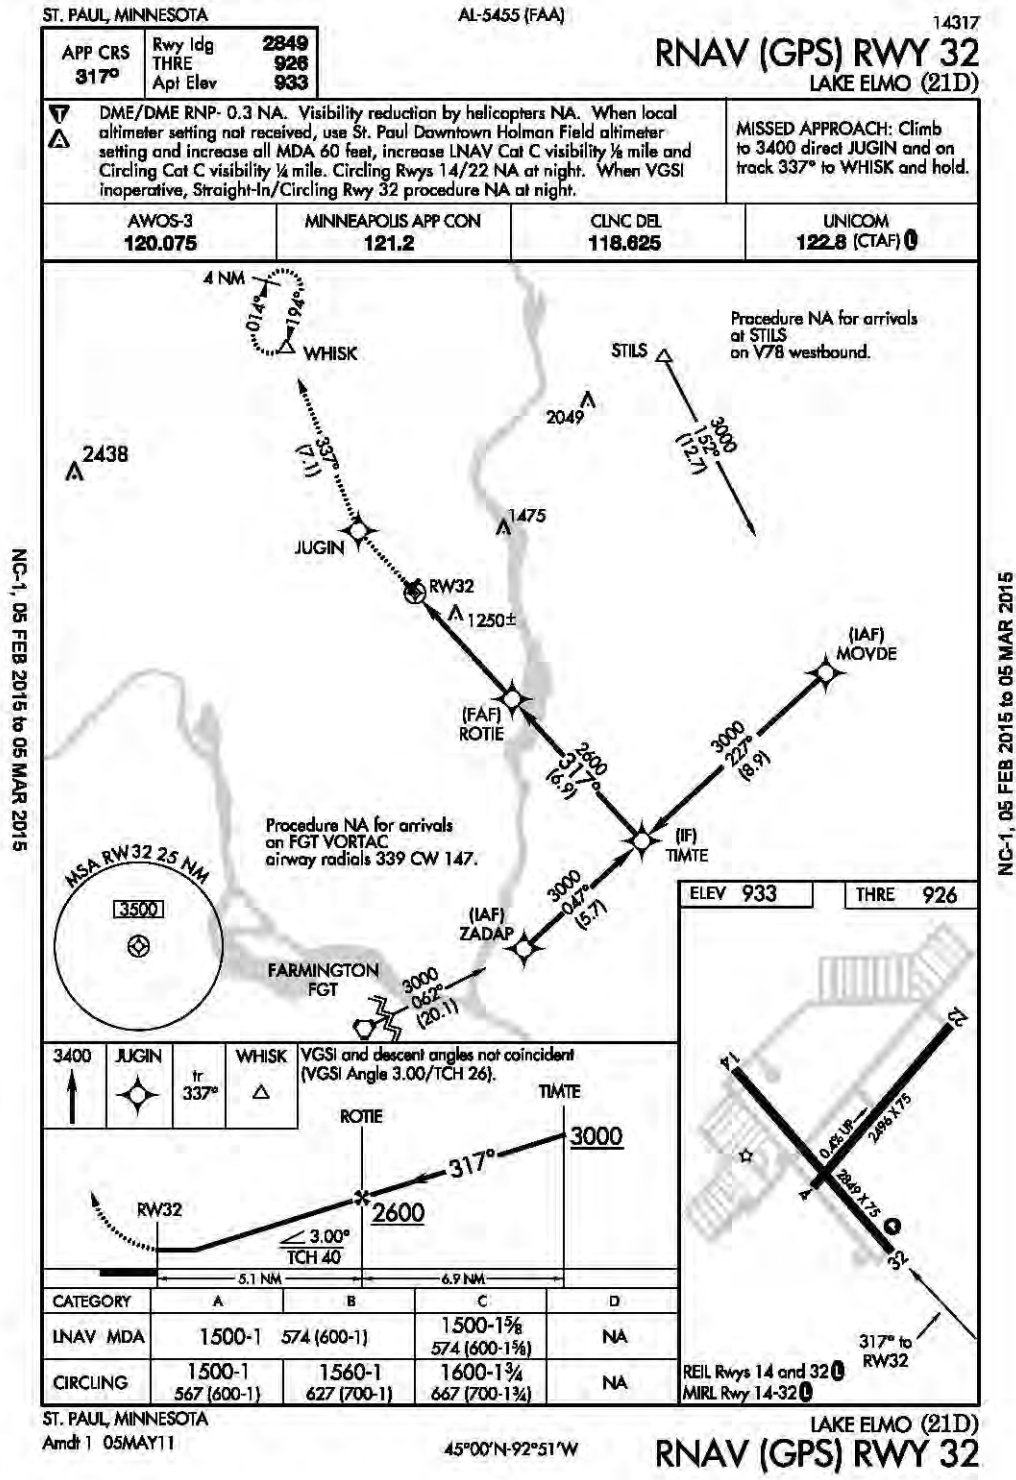 ST. PAUL, MINNESOTA
AL-5455 (FAA)
14317
APP CRS
317°
Rwy ldg 2849
THRE 926
Apt Elev 933
RNAV (GPS) RWY 32
LAKE ELMO (21D)
T
A
DME/DME RNP- 0.3 NA. Visibility reduction by helicopters NA. When local
altimeter setting not received, use St. Paul Downtown Holman Field altimeter
setting and increase all MDA 60 feet, increase LNAV Cat C visibility ⅛ mile and
Circling Cat C visibility ¼ mile. Circling Rwys 14/22 NA at night. When VGSI
inoperative, Straight-In/Circling Rwy 32 procedure NA at night.
MISSED APPROACH: Climb
to 3400 direct JUGIN and on
track 337° to WHISK and hold.
AWOS-3
120.075
MINNEAPOLIS APP CON
121.2
CLNC DEL
118.625
UNICOM
122.8 (CTAF) L
4 NM
014°
194°
WHISK
Procedure NA for arrivals
at STILS
on V78 westbound.
STILS
3000
152°
(12.7)
2049
2438
337°
(7.1)
1475
JUGIN
RW32
1250±
(IAF)
MOVDE
(FAF)
ROTIE
3000
227°
(8.9)
2600
317°
(6.9)
Procedure NA for arrivals
on FGT VORTAC
airway radials 339 CW 147.
(IF)
TIMTE
MSA RW32 25 NM
3500
3000
047°
(5.7)
(IAF)
ZADAP
FARMINGTON
FGT
3000
062°
(20.1)
ELEV 933
THRE 926
22
14
0.4% UP
2496 X 75
4
2849 X 75
32
317° to
RW32
REIL Rwys 14 and 32 L
MIRL Rwy 14-32 L
3400
JUGIN
tr
337°
WHISK
VGSI and descent angles not coincident
(VGSI Angle 3.00/TCH 26).
TIMTE
ROTIE
3000
317°
2600
RW32
3.00°
TCH 40
5.1 NM
6.9 NM
CATEGORY A B C D
LNAV MDA 1500-1 574 (600-1) 1500-1⅝ 574 (600-1⅝) NA
CIRCLING 1500-1 567 (600-1) 1560-1 627 (700-1) 1600-1¾ 667 (700-1¾) NA
ST. PAUL, MINNESOTA
Amdt 1 05MAY11
45°00'N-92°51'W
LAKE ELMO (21D)
RNAV (GPS) RWY 32
NC-1, 05 FEB 2015 to 05 MAR 2015
NC-1, 05 FEB 2015 to 05 MAR 2015